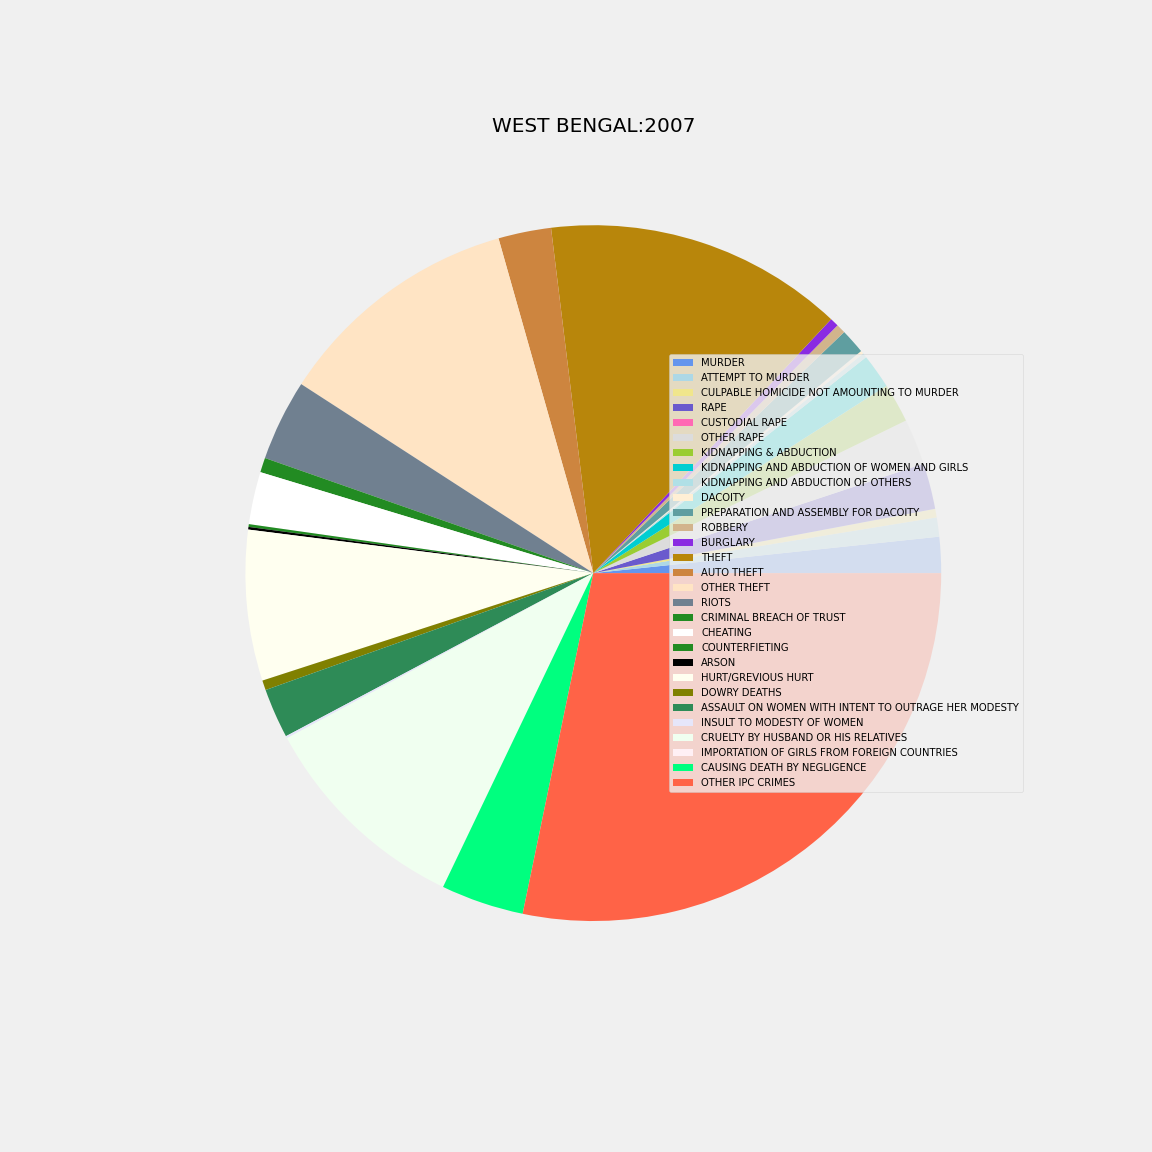 WEST BENGAL:2007
MURDER
ATTEMPT TO MURDER
CULPABLE HOMICIDE NOT AMOUNTING TO MURDER
RAPE
CUSTODIAL RAPE
OTHER RAPE
KIDNAPPING & ABDUCTION
KIDNAPPING AND ABDUCTION OF WOMEN AND GIRLS
KIDNAPPING AND ABDUCTION OF OTHERS
DACOITY
PREPARATION AND ASSEMBLY FOR DACOITY
ROBBERY
BURGLARY
THEFT
AUTO THEFT
OTHER THEFT
RIOTS
CRIMINAL BREACH OF TRUST
CHEATING
COUNTERFIETING
ARSON
HURT/GREVIOUS HURT
DOWRY DEATHS
ASSAULT ON WOMEN WITH INTENT TO OUTRAGE HER MODESTY
INSULT TO MODESTY OF WOMEN
CRUELTY BY HUSBAND OR HIS RELATIVES
IMPORTATION OF GIRLS FROM FOREIGN COUNTRIES
CAUSING DEATH BY NEGLIGENCE
OTHER IPC CRIMES